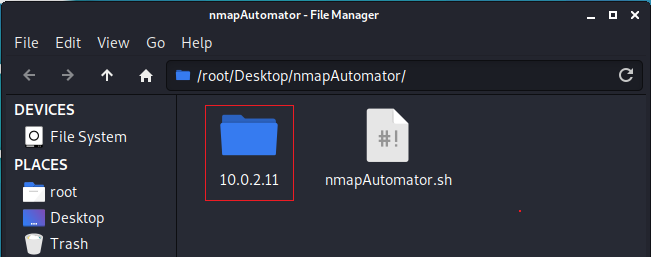 nmapAutomator - File Manager
File Edit View Go Help
/root/Desktop/nmapAutomator/
DEVICES
File System
PLACES
root
Desktop
Trash
#!
10.0.2.11
nmapAutomator.sh